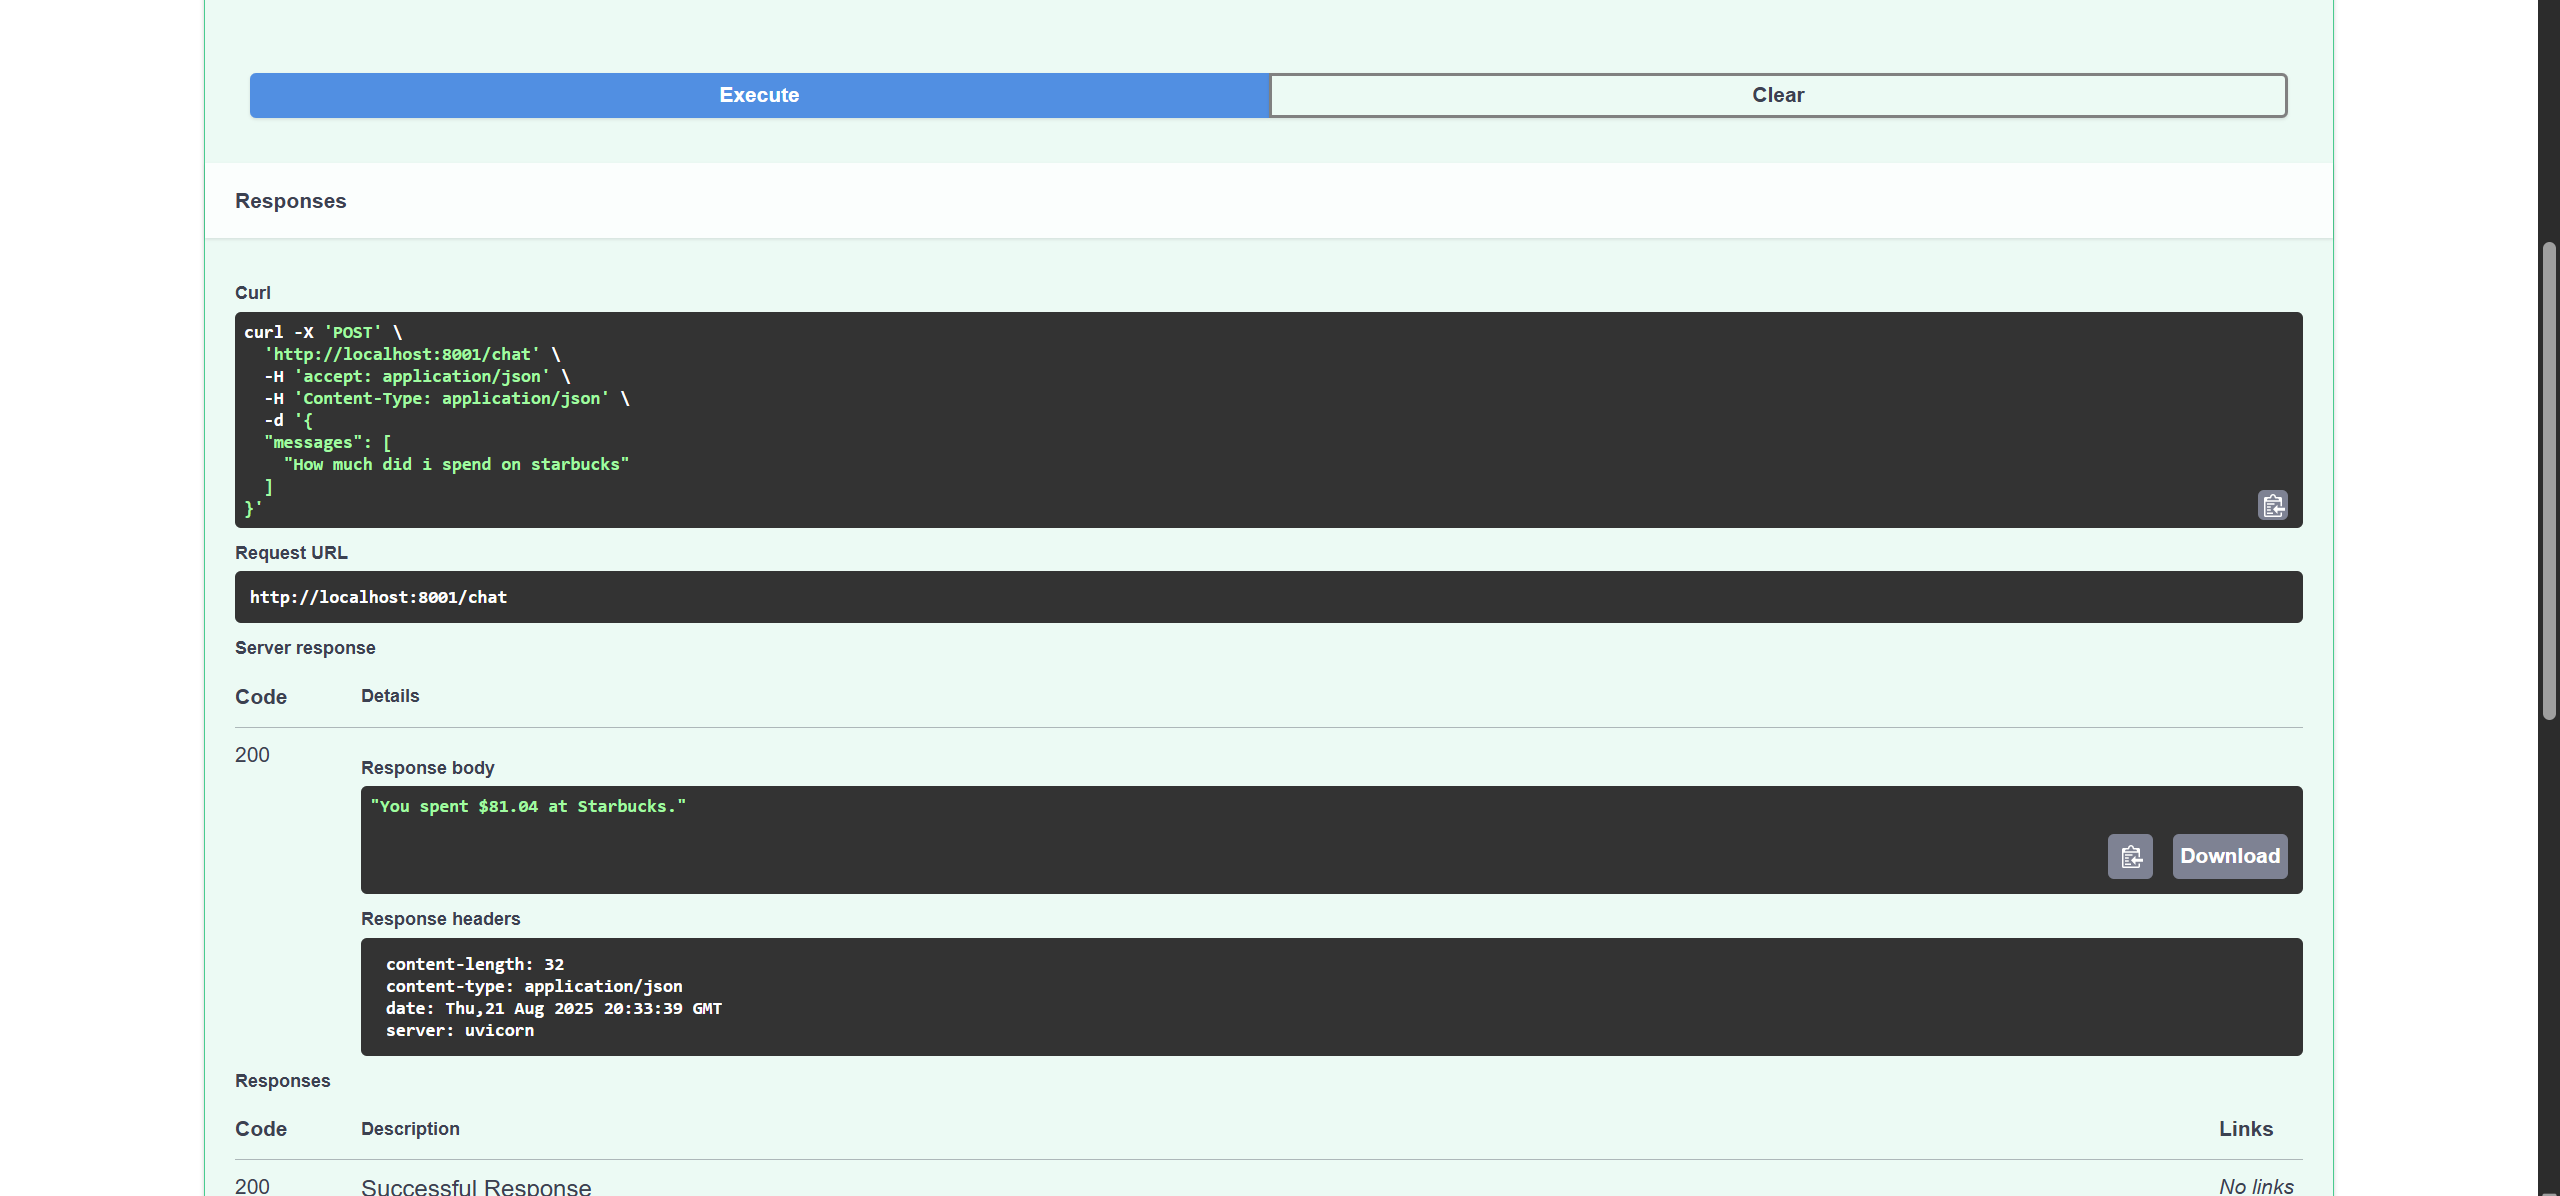 Execute
Clear
Responses
Curl
curl -X 'POST' \
  'http://localhost:8001/chat' \
  -H 'accept: application/json' \
  -H 'Content-Type: application/json' \
  -d '{
  "messages": [
    "How much did i spend on starbucks"
  ]
}'
Request URL
http://localhost:8001/chat
Server response
Code Details
200
Response body
"You spent $81.04 at Starbucks."
Download
Response headers
content-length: 32
content-type: application/json
date: Thu,21 Aug 2025 20:33:39 GMT
server: uvicorn
Responses
Code Description Links
200 Successful Response No links